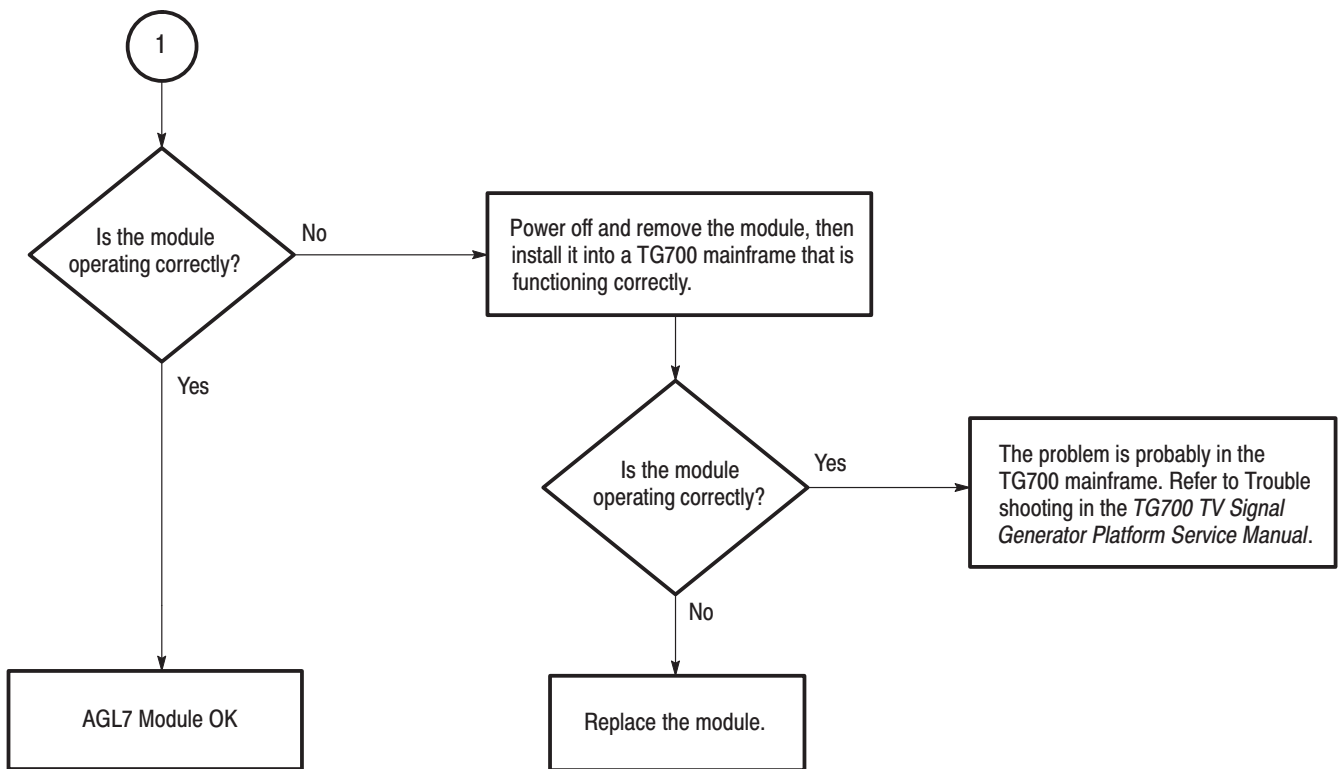 1
Is the module
operating correctly?
No
Power off and remove the module, then
install it into a TG700 mainframe that is
functioning correctly.
Yes
Is the module
operating correctly?
Yes
The problem is probably in the
TG700 mainframe. Refer to Trouble
shooting in the TG700 TV Signal
Generator Platform Service Manual.
No
AGL7 Module OK
Replace the module.